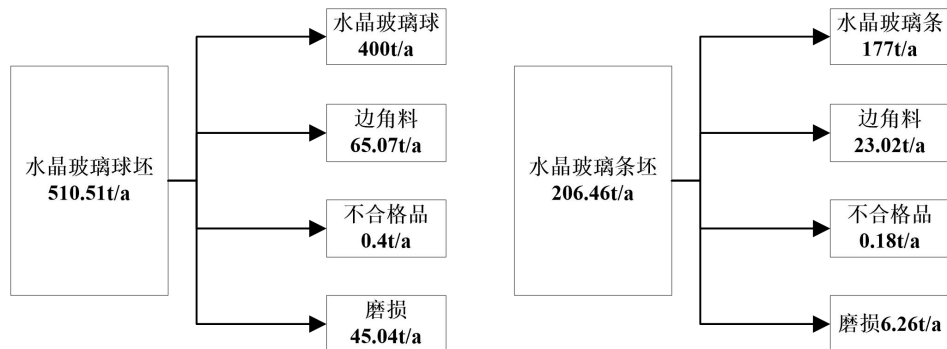 水晶玻璃球坯
510.51t/a
水晶玻璃球
400t/a
边角料
65.07t/a
不合格品
0.4t/a
磨损
45.04t/a
水晶玻璃条坯
206.46t/a
水晶玻璃条
177t/a
边角料
23.02t/a
不合格品
0.18t/a
磨损6.26t/a